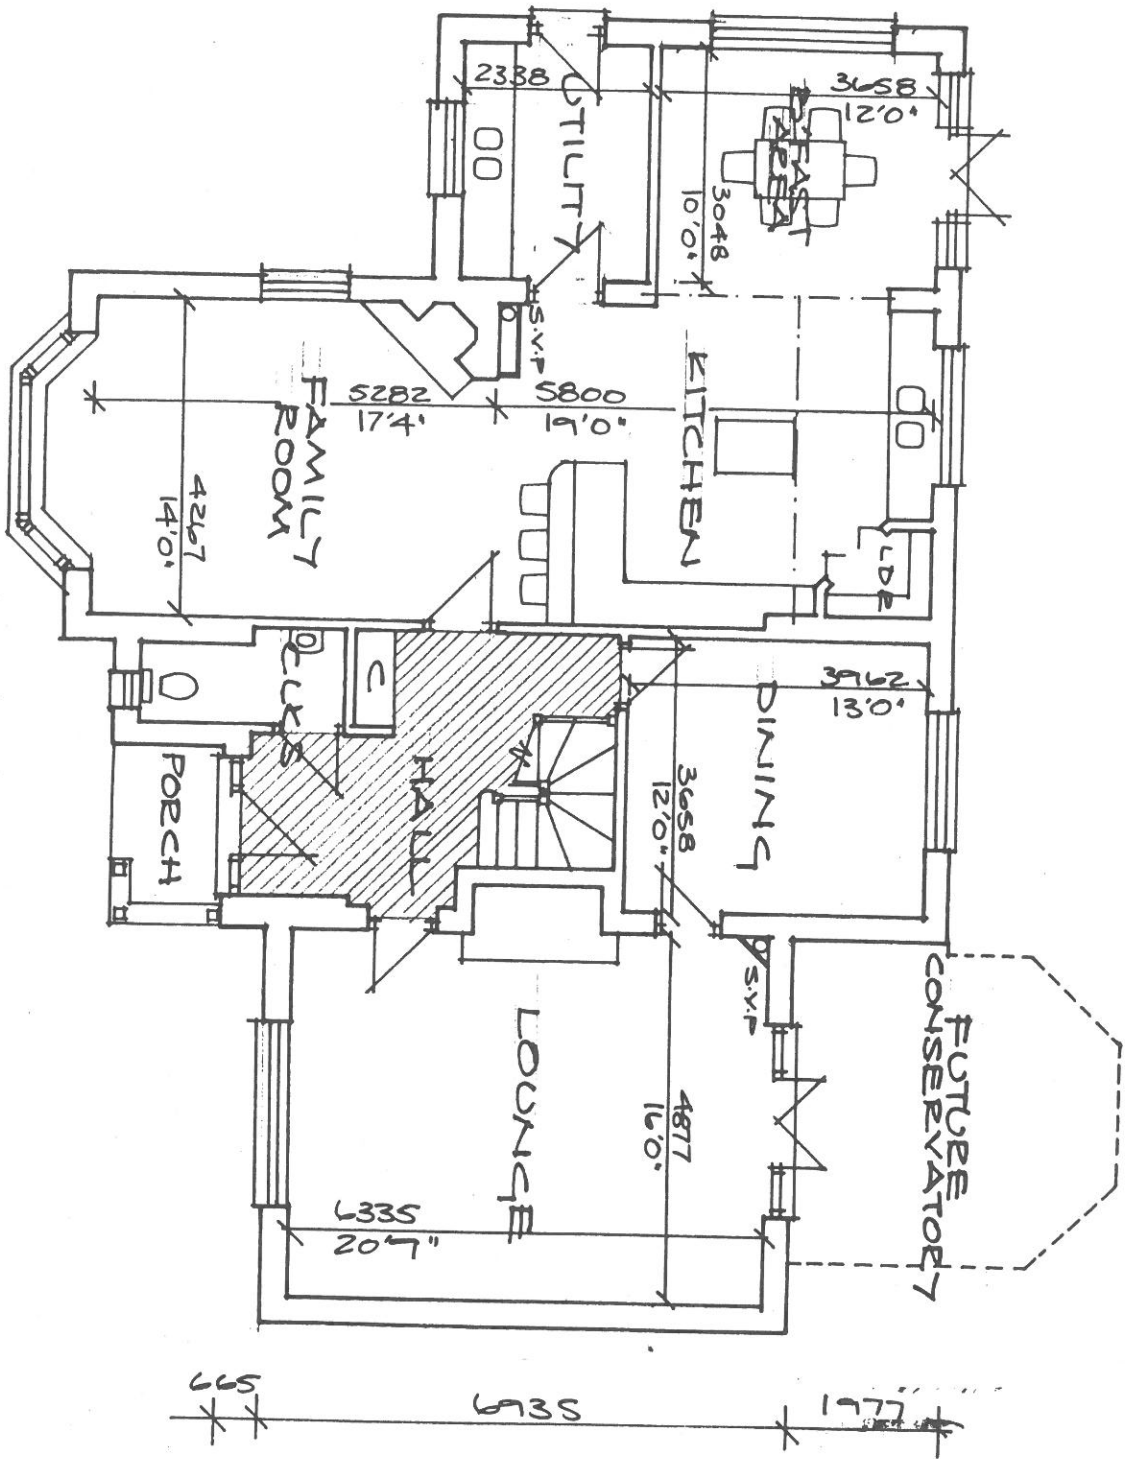 2338
UTILITY
3658
12'0"
B'FAST
AREA
3048
10'0"
S.V.P
5282
17'4"
5800
19'0"
KITCHEN
FAMILY
ROOM
4267
14'0"
LDR
CLKS
C
3962
13'0"
DINING
HALL
PORCH
3658
12'0"
S.V.P
FUTURE
CONSERVATORY
LOUNGE
4877
16'0"
6335
20'9"
665
6935
1977